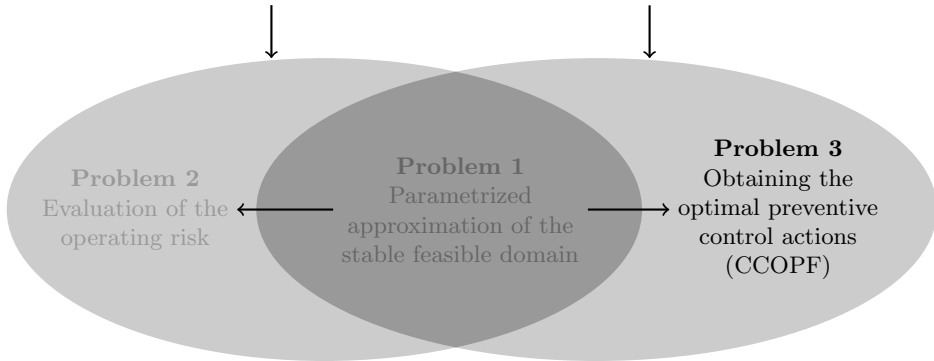 Problem 2
Evaluation of the
operating risk
Problem 1
Parametrized
approximation of the
stable feasible domain
Problem 3
Obtaining the
optimal preventive
control actions
(CCOPF)